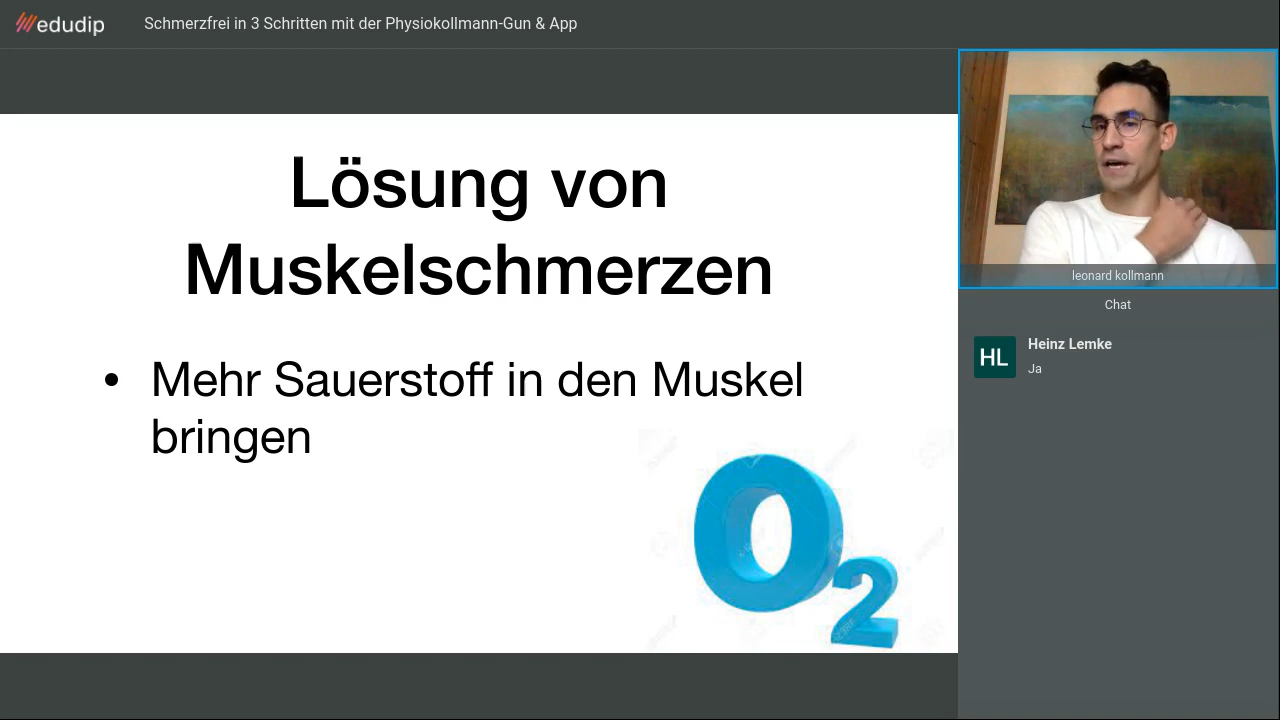 edudip
Schmerzfrei in 3 Schritten mit der Physiokollmann-Gun & App
Lösung von
Muskelschmerzen
• Mehr Sauerstoff in den Muskel
bringen
O2
leonard kollmann
Chat
HL
Heinz Lemke
Ja